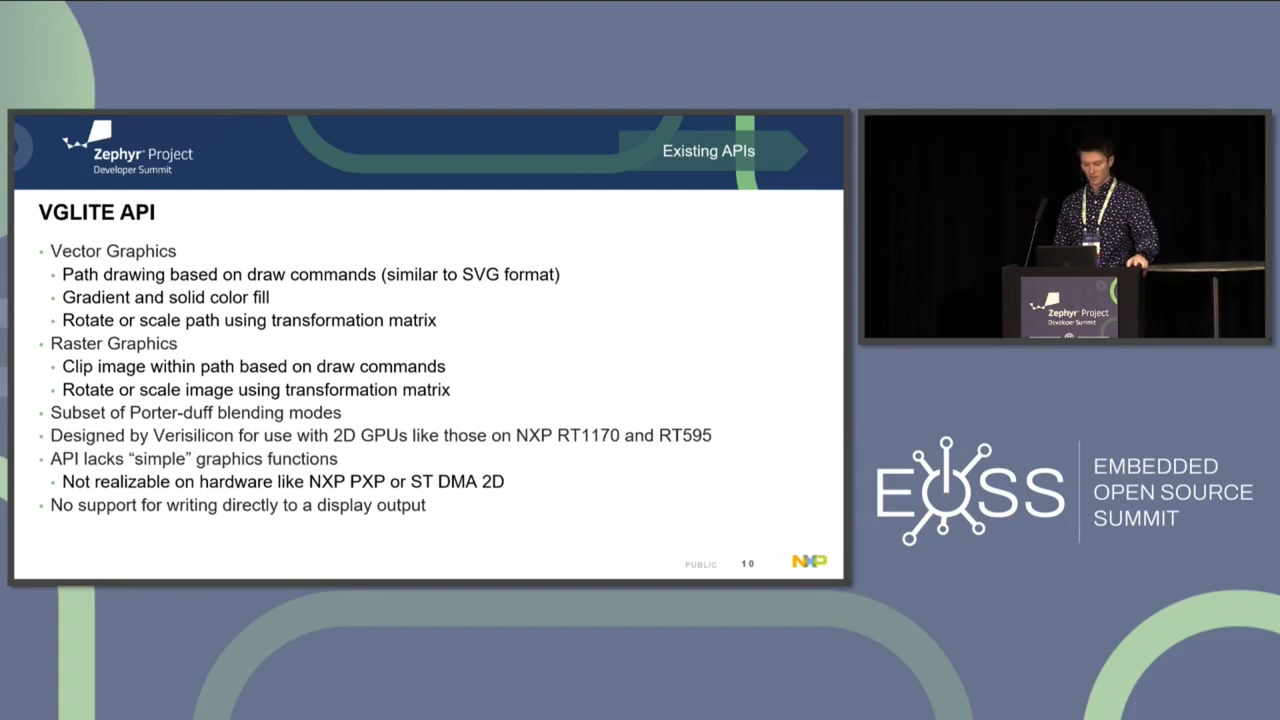 Zephyr® Project
Developer Summit
Existing APIs
VGLITE API
• Vector Graphics
• Path drawing based on draw commands (similar to SVG format)
• Gradient and solid color fill
• Rotate or scale path using transformation matrix
• Raster Graphics
• Clip image within path based on draw commands
• Rotate or scale image using transformation matrix
• Subset of Porter-duff blending modes
• Designed by Verisilicon for use with 2D GPUs like those on NXP RT1170 and RT595
• API lacks “simple” graphics functions
• Not realizable on hardware like NXP PXP or ST DMA 2D
• No support for writing directly to a display output
PUBLIC
10
NXP
Zephyr® Project
Developer Summit
EOSS
EMBEDDED
OPEN SOURCE
SUMMIT